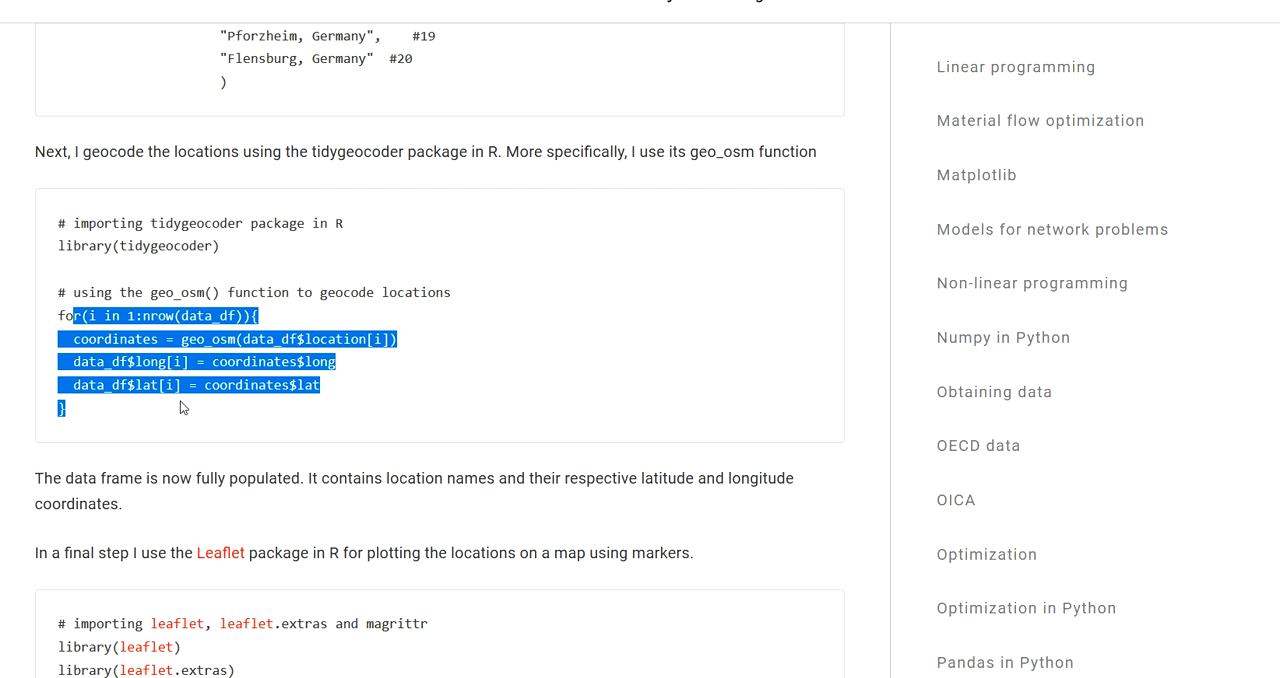 "Pforzheim, Germany",    #19
"Flensburg, Germany"  #20
)
Next, I geocode the locations using the tidygeocoder package in R. More specifically, I use its geo_osm function
# importing tidygeocoder package in R
library(tidygeocoder)
# using the geo_osm() function to geocode locations
for(i in 1:nrow(data_df)){
  coordinates = geo_osm(data_df$location[i])
  data_df$long[i] = coordinates$long
  data_df$lat[i] = coordinates$lat
}
The data frame is now fully populated. It contains location names and their respective latitude and longitude
coordinates.
In a final step I use the Leaflet package in R for plotting the locations on a map using markers.
# importing leaflet, leaflet.extras and magrittr
library(leaflet)
library(leaflet.extras)
Linear programming
Material flow optimization
Matplotlib
Models for network problems
Non-linear programming
Numpy in Python
Obtaining data
OECD data
OICA
Optimization
Optimization in Python
Pandas in Python